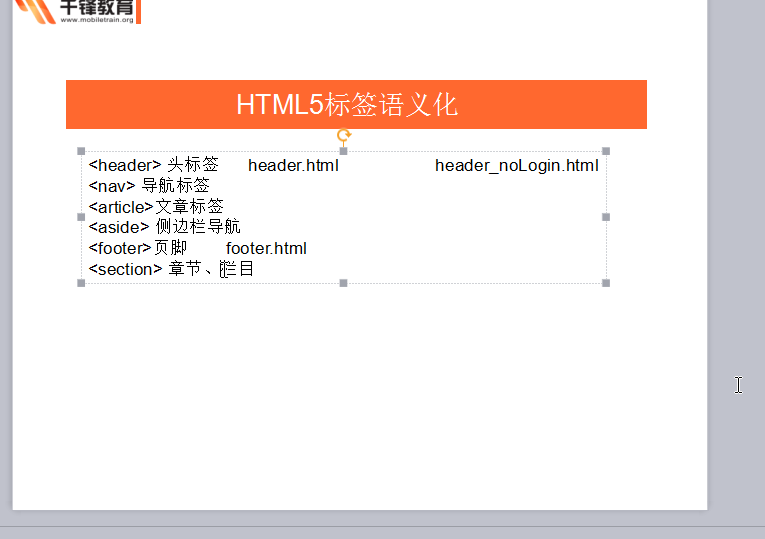 千锋教育
www.mobiletrain.org
HTML5标签语义化
<header> 头标签 header.html header_noLogin.html
<nav> 导航标签
<article>文章标签
<aside> 侧边栏导航
<footer>页脚 footer.html
<section> 章节、栏目